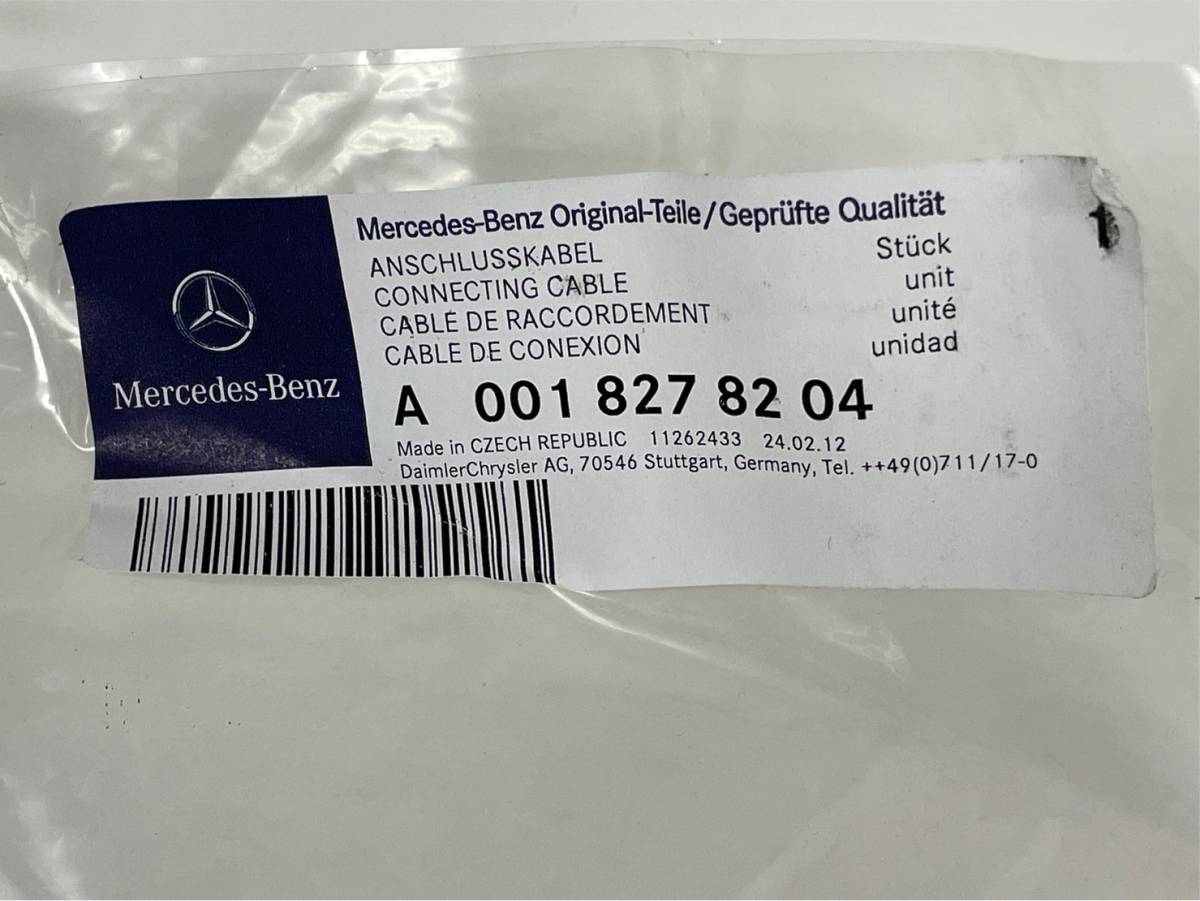 Mercedes-Benz
Mercedes-Benz Original-Teile/Geprüfte Qualität
ANSCHLUSSKABEL Stück 1
CONNECTING CABLE unit
CABLE DE RACCORDEMENT unité
CABLE DE CONEXION unidad
A 001 827 82 04
Made in CZECH REPUBLIC 11262433 24.02.12
DaimlerChrysler AG, 70546 Stuttgart, Germany, Tel. ++49(0)711/17-0